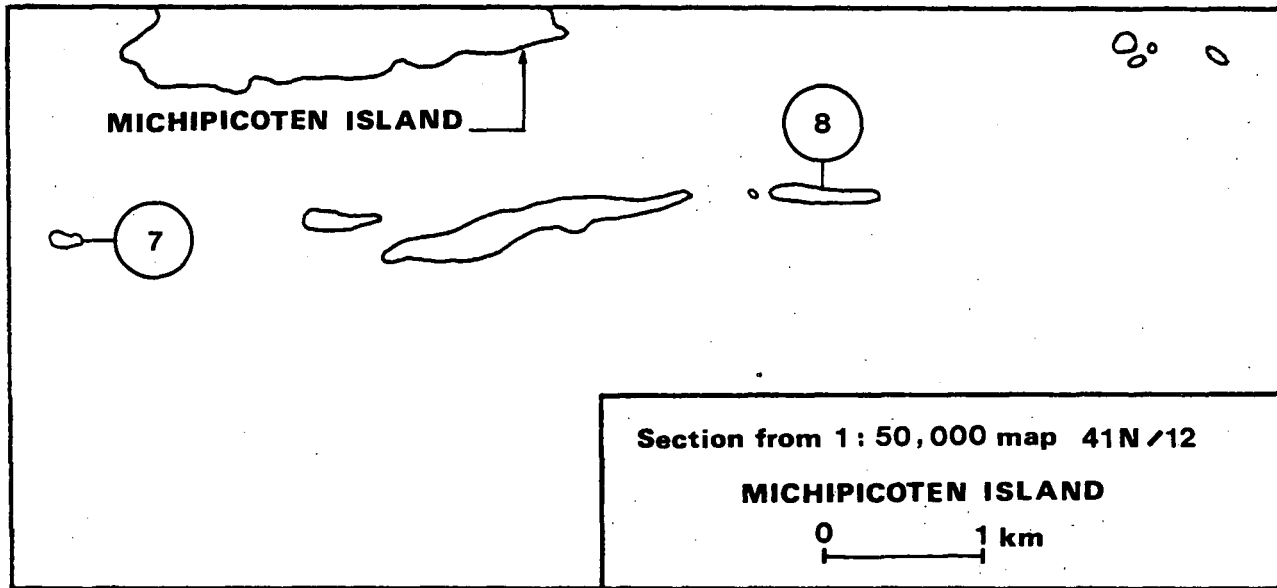 MICHIPICOTEN ISLAND
8
7
Section from 1:50,000 map 41N/12
MICHIPICOTEN ISLAND
0 1 km